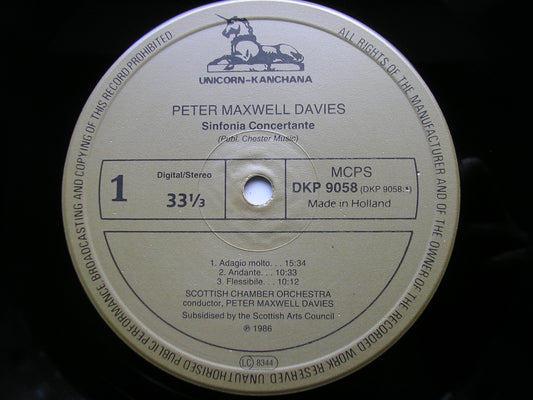 UNICORN-KANCHANA
PETER MAXWELL DAVIES
Sinfonia Concertante
(Publ. Chester Music)
1
Digital/Stereo
33⅓
MCPS
DKP 9058 (DKP 9058:
Made in Holland
1. Adagio molto. . . 15:34
2. Andante. . . 10:33
3. Flessibile. . . 10:12
SCOTTISH CHAMBER ORCHESTRA
conductor, PETER MAXWELL DAVIES
Subsidised by the Scottish Arts Council
℗ 1986
LC 8344
ALL RIGHTS OF THE MANUFACTURER AND OF THE OWNER OF THE RECORDED WORK RESERVED UNAUTHORISED PUBLIC PERFORMANCE BROADCASTING AND COPYING OF THIS RECORD PROHIBITED